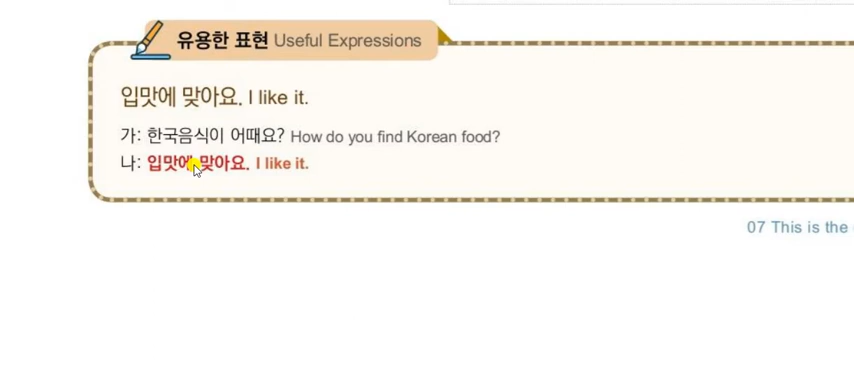 유용한 표현 Useful Expressions
입맛에 맞아요. I like it.
가: 한국음식이 어때요? How do you find Korean food?
나: 입맛에 맞아요. I like it.
07 This is the